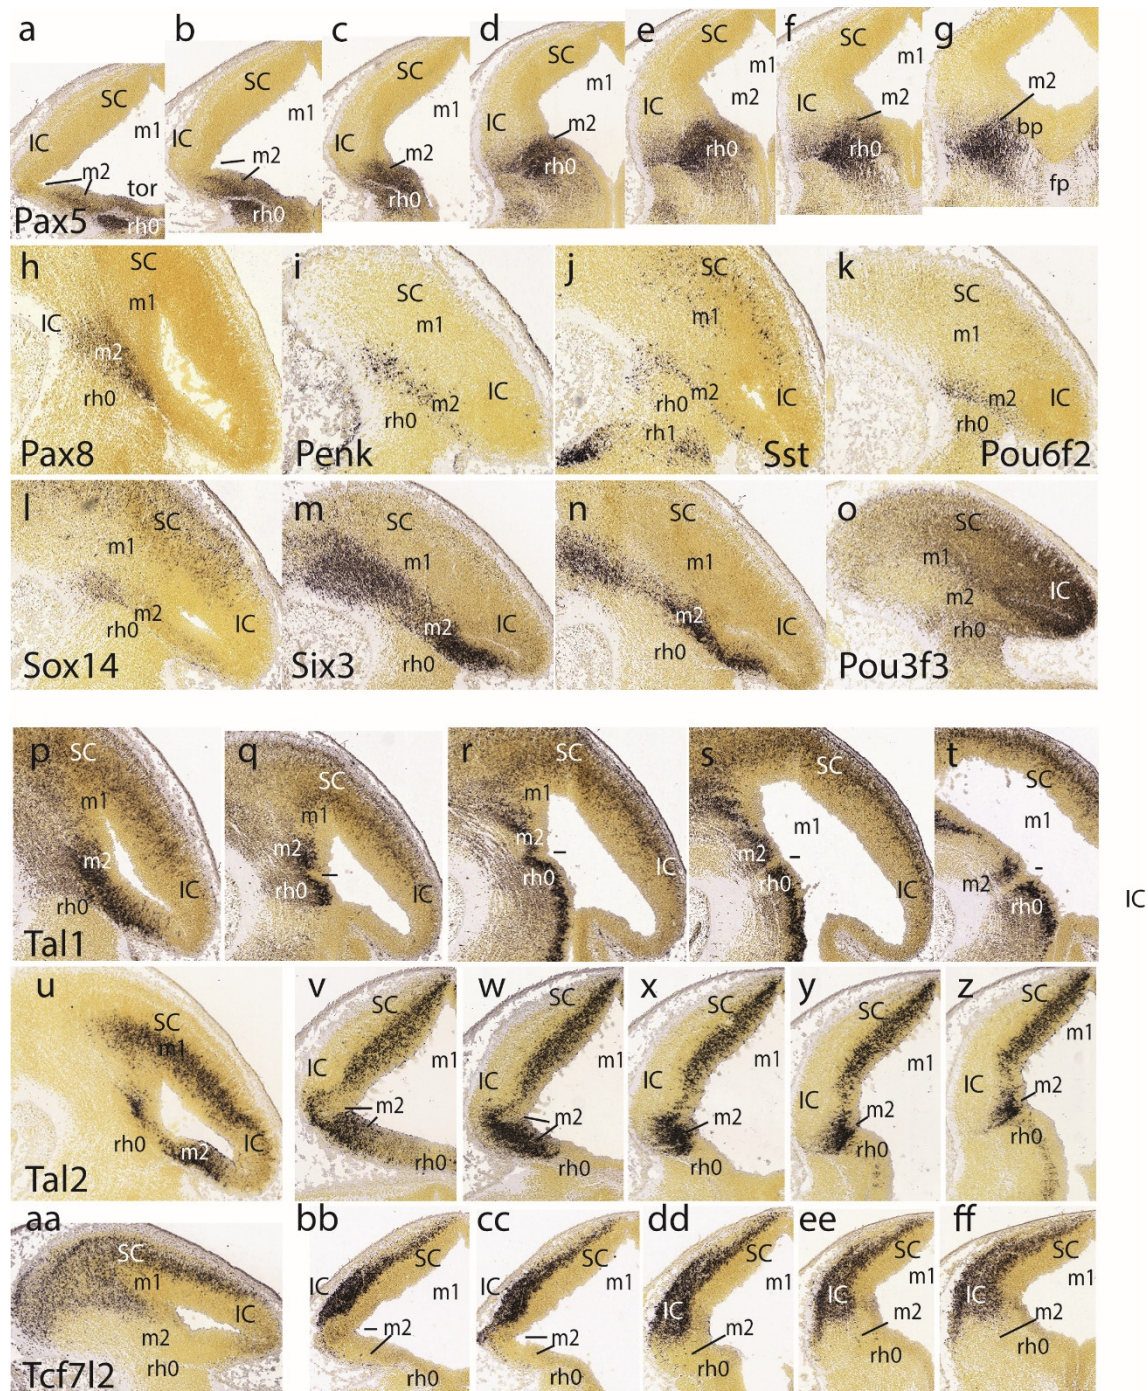 a b c d e f g
SC SC SC SC SC SC
m1 m1 m1 m1 m1
IC IC IC IC IC IC
m2 m2 m2 m2 m2 m2 m2
tor rh0 rh0 rh0 rh0 rh0 rh0 bp fp
Pax5
h i j k
SC SC SC SC
m1 m1 m1 m1
IC IC IC IC
m2 m2 m2 m2
rh0 rh0 rh0 rh1 rh0
Pax8 Penk Sst Pou6f2
l m n o
SC SC SC
m1 m1 m1 m1
m2 m2 m2 m2
IC IC IC IC
rh0 rh0 rh0 rh0
Sox14 Six3 Pou3f3
p q r s t
SC SC SC SC SC
m1 m1 m1 m1 m1
m2 m2 m2 m2 m2
rh0 rh0 rh0 rh0 rh0
IC IC IC IC IC
Tal1
u v w x y z
SC SC SC SC SC SC
m1 m1 m1 m1 m1 m1
IC IC IC IC IC IC
m2 m2 m2 m2 m2 m2
rh0 rh0 rh0 rh0 rh0 rh0
Tal2
aa bb cc dd ee ff
SC SC SC SC SC SC
m1 m1 m1 m1 m1 m1
IC IC IC IC IC IC
m2 m2 m2 m2 m2 m2
rh0 rh0 rh0 rh0 rh0 rh0
Tcf7l2